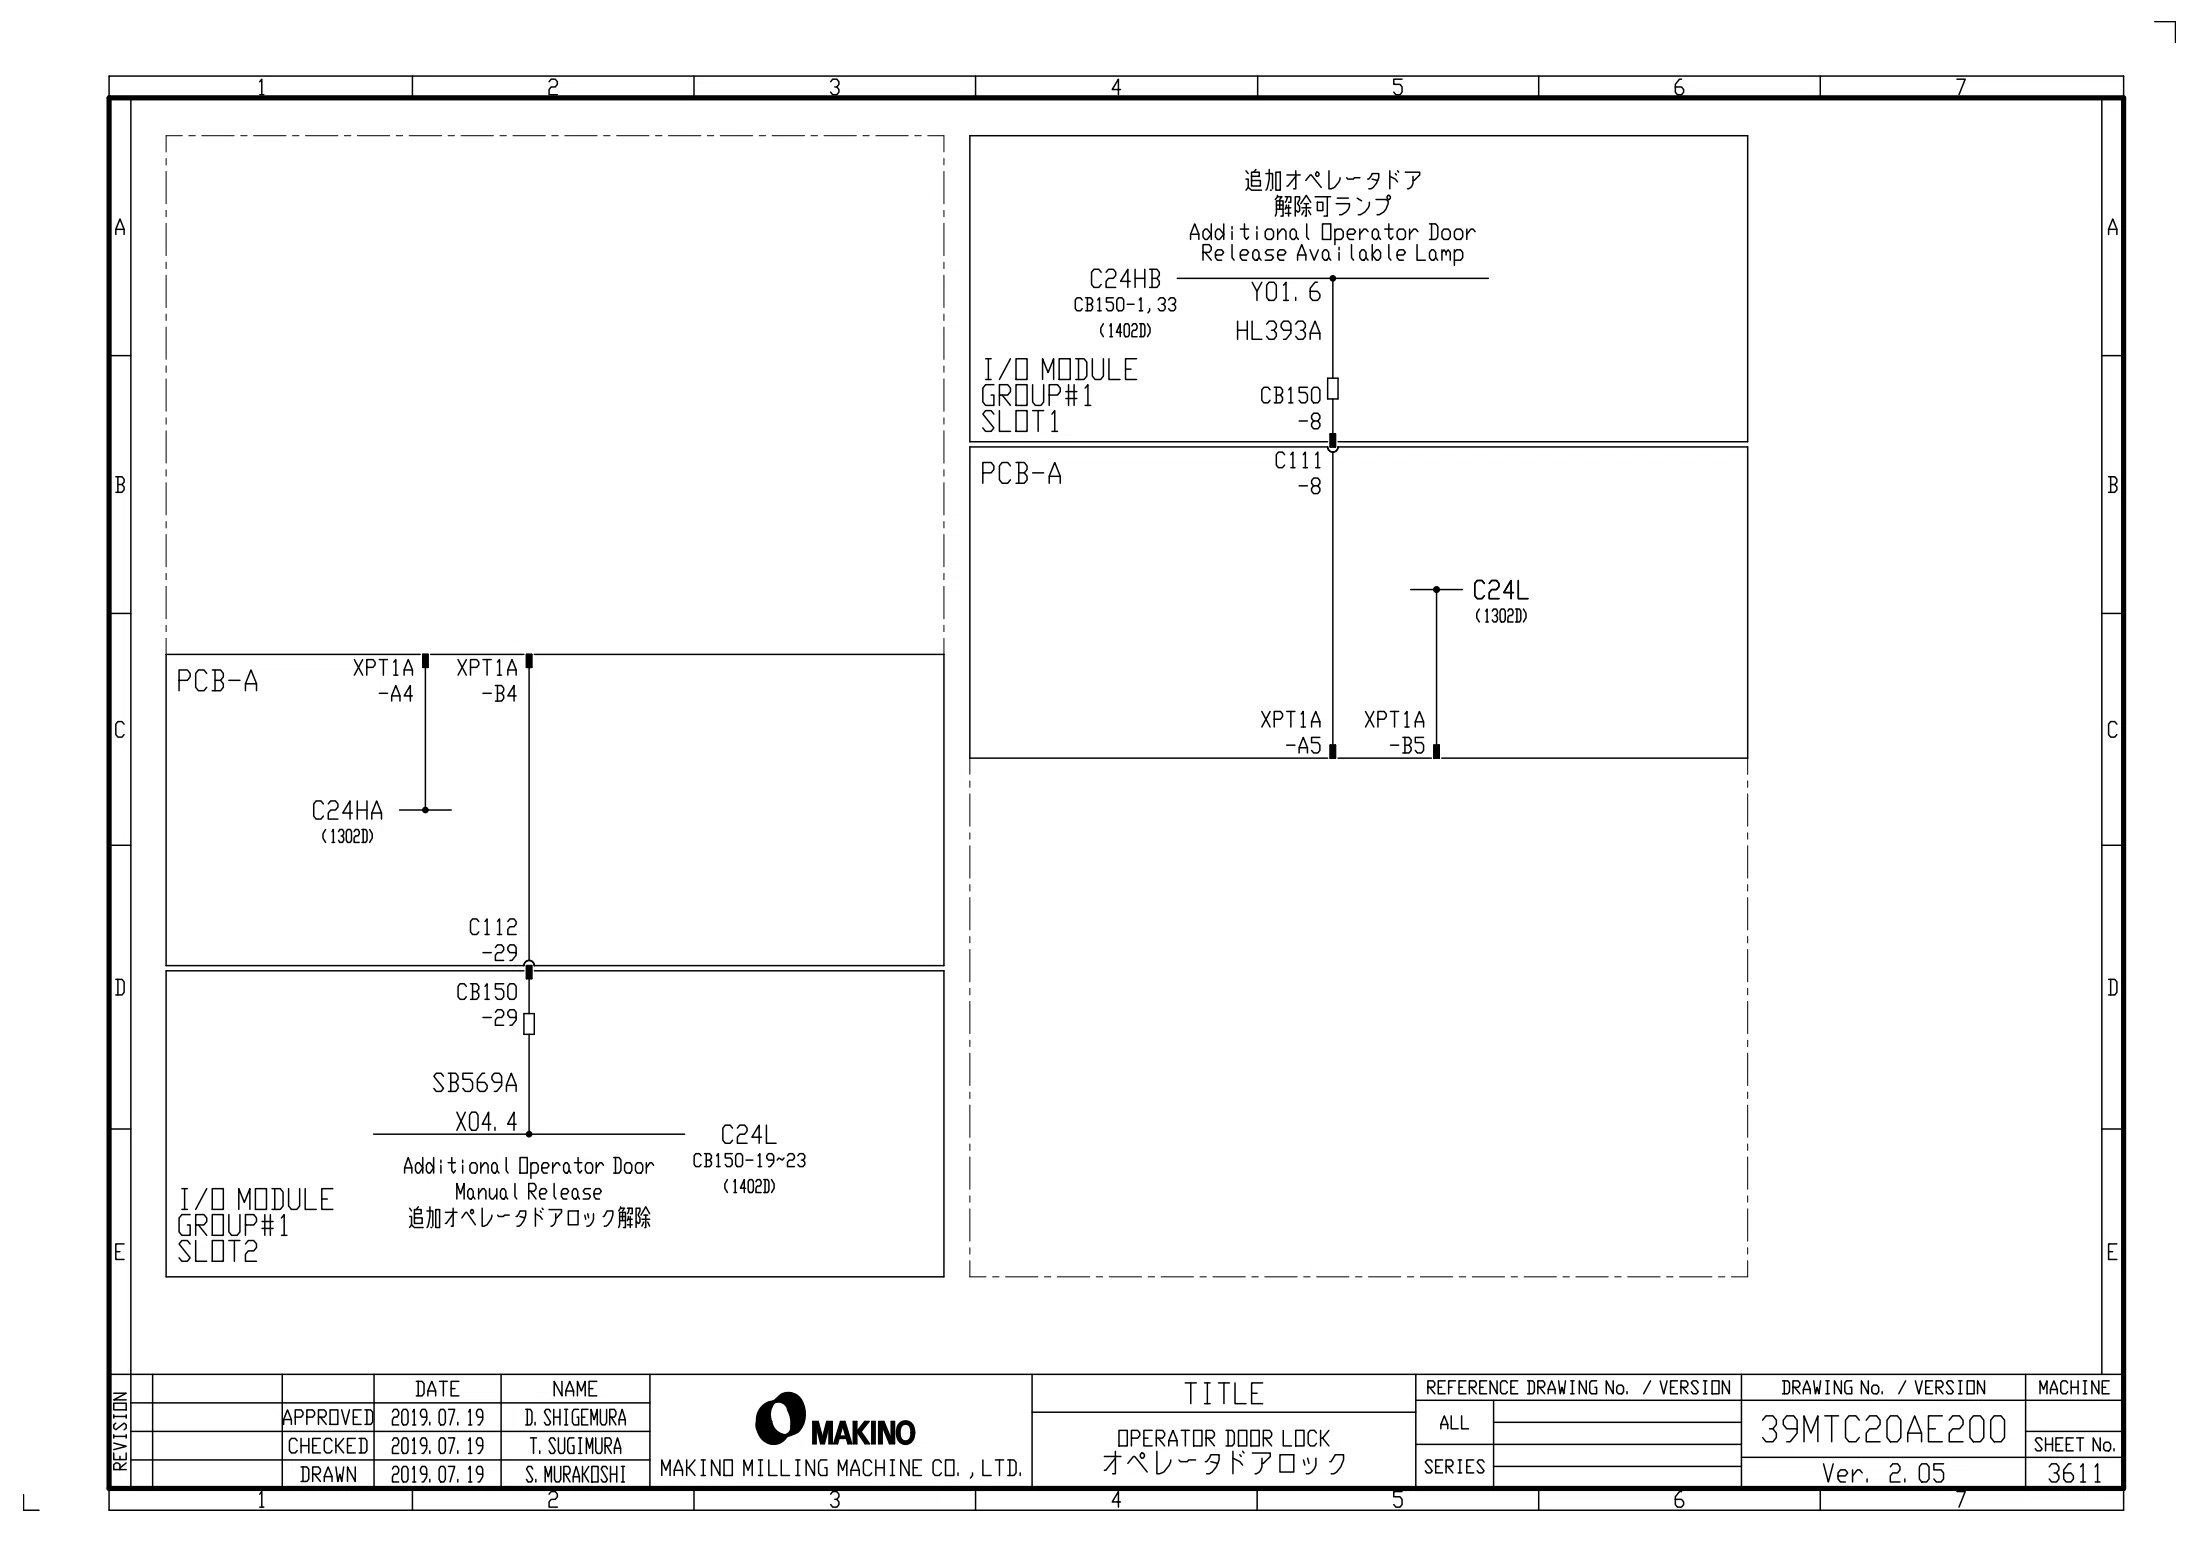 1 2 3 4 5 6 7
A
B
C
D
E
PCB-A
XPT1A
-A4
XPT1A
-B4
C24HA
(1302D)
C112
-29
CB150
-29
SB569A
X04.4
C24L
CB150-19~23
(1402D)
Additional Operator Door
Manual Release
追加オペレータドアロック解除
I/O MODULE
GROUP#1
SLOT2
追加オペレータドア
解除可ランプ
Additional Operator Door
Release Available Lamp
C24HB
CB150-1,33
(1402D)
Y01.6
HL393A
I/O MODULE
GROUP#1
SLOT1
CB150
-8
PCB-A
C111
-8
C24L
(1302D)
XPT1A
-A5
XPT1A
-B5
A
B
C
D
E
REVISION
DATE NAME
APPROVED 2019.07.19 D. SHIGEMURA
CHECKED 2019.07.19 T. SUGIMURA
DRAWN 2019.07.19 S. MURAKOSHI
MAKINO
MAKINO MILLING MACHINE CO.,LTD.
TITLE
OPERATOR DOOR LOCK
オペレータドアロック
REFERENCE DRAWING No. / VERSION
ALL
SERIES
DRAWING No. / VERSION
39MTC20AE200
Ver. 2.05
MACHINE
SHEET No.
3611
1 2 3 4 5 6 7